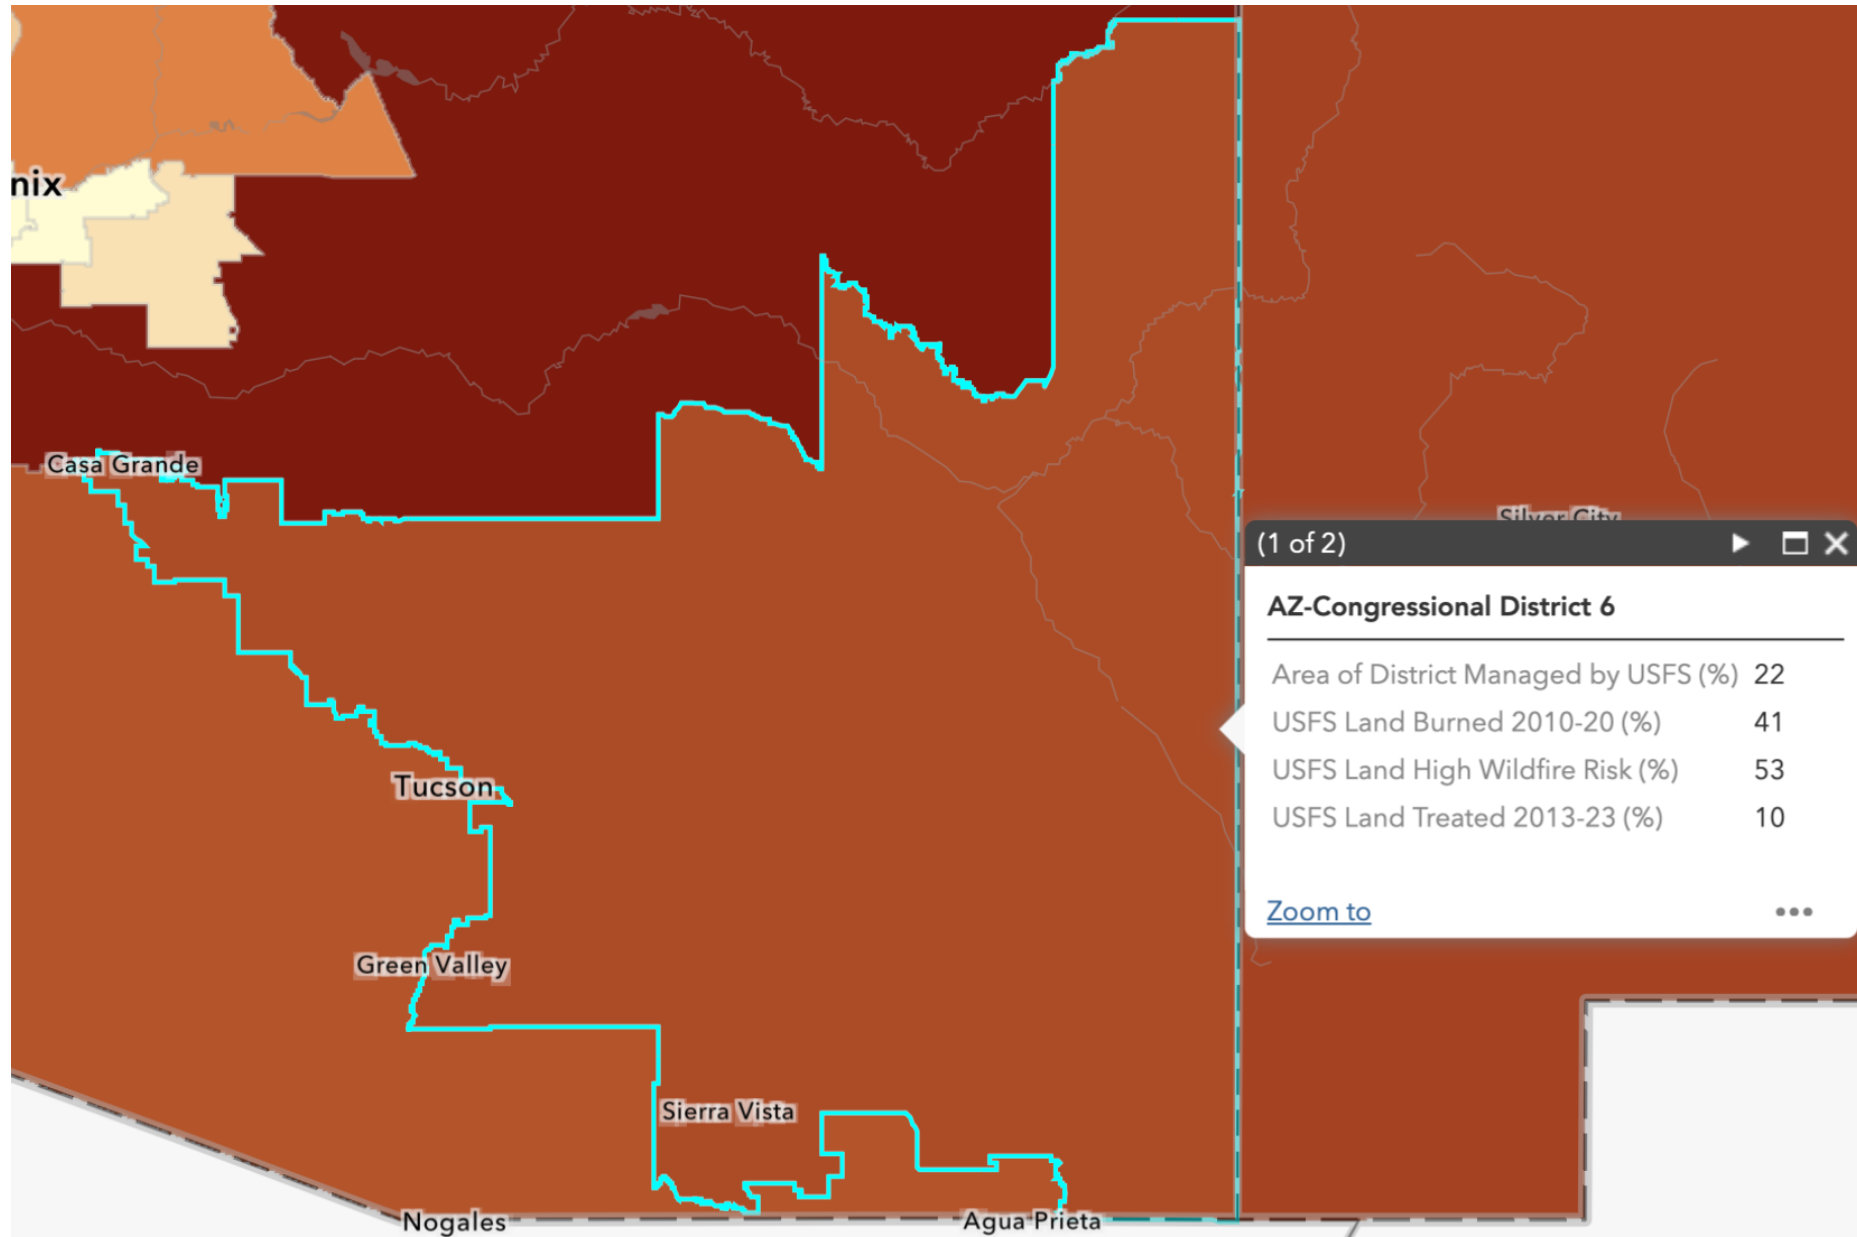 nix
Casa Grande
Silver City
(1 of 2)
AZ-Congressional District 6
Area of District Managed by USFS (%) 22
USFS Land Burned 2010-20 (%) 41
USFS Land High Wildfire Risk (%) 53
USFS Land Treated 2013-23 (%) 10
Zoom to
Tucson
Green Valley
Sierra Vista
Nogales
Agua Prieta